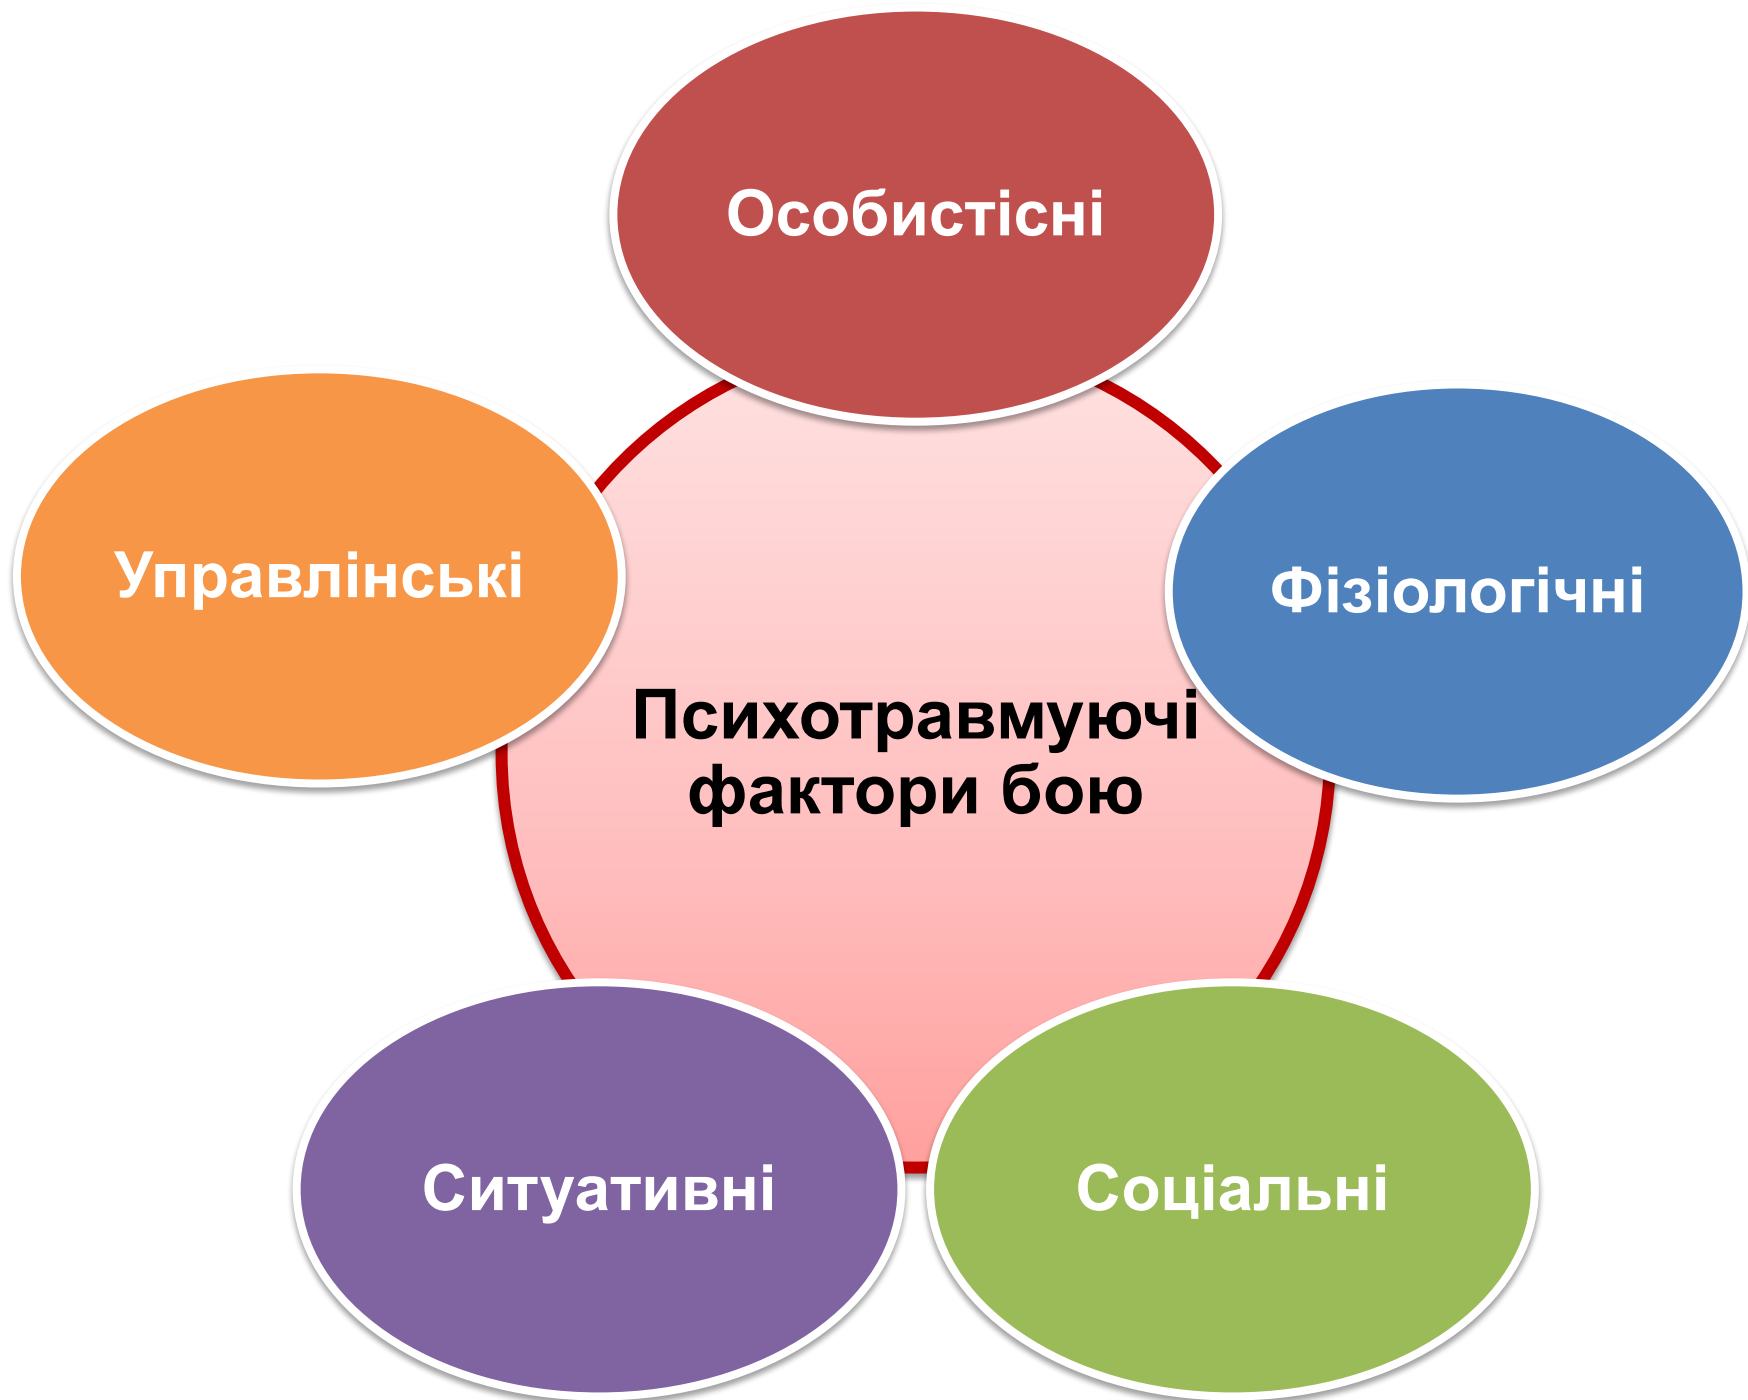 Особистісні
Управлінські
Фізіологічні
Психотравмуючі
фактори бою
Ситуативні
Соціальні